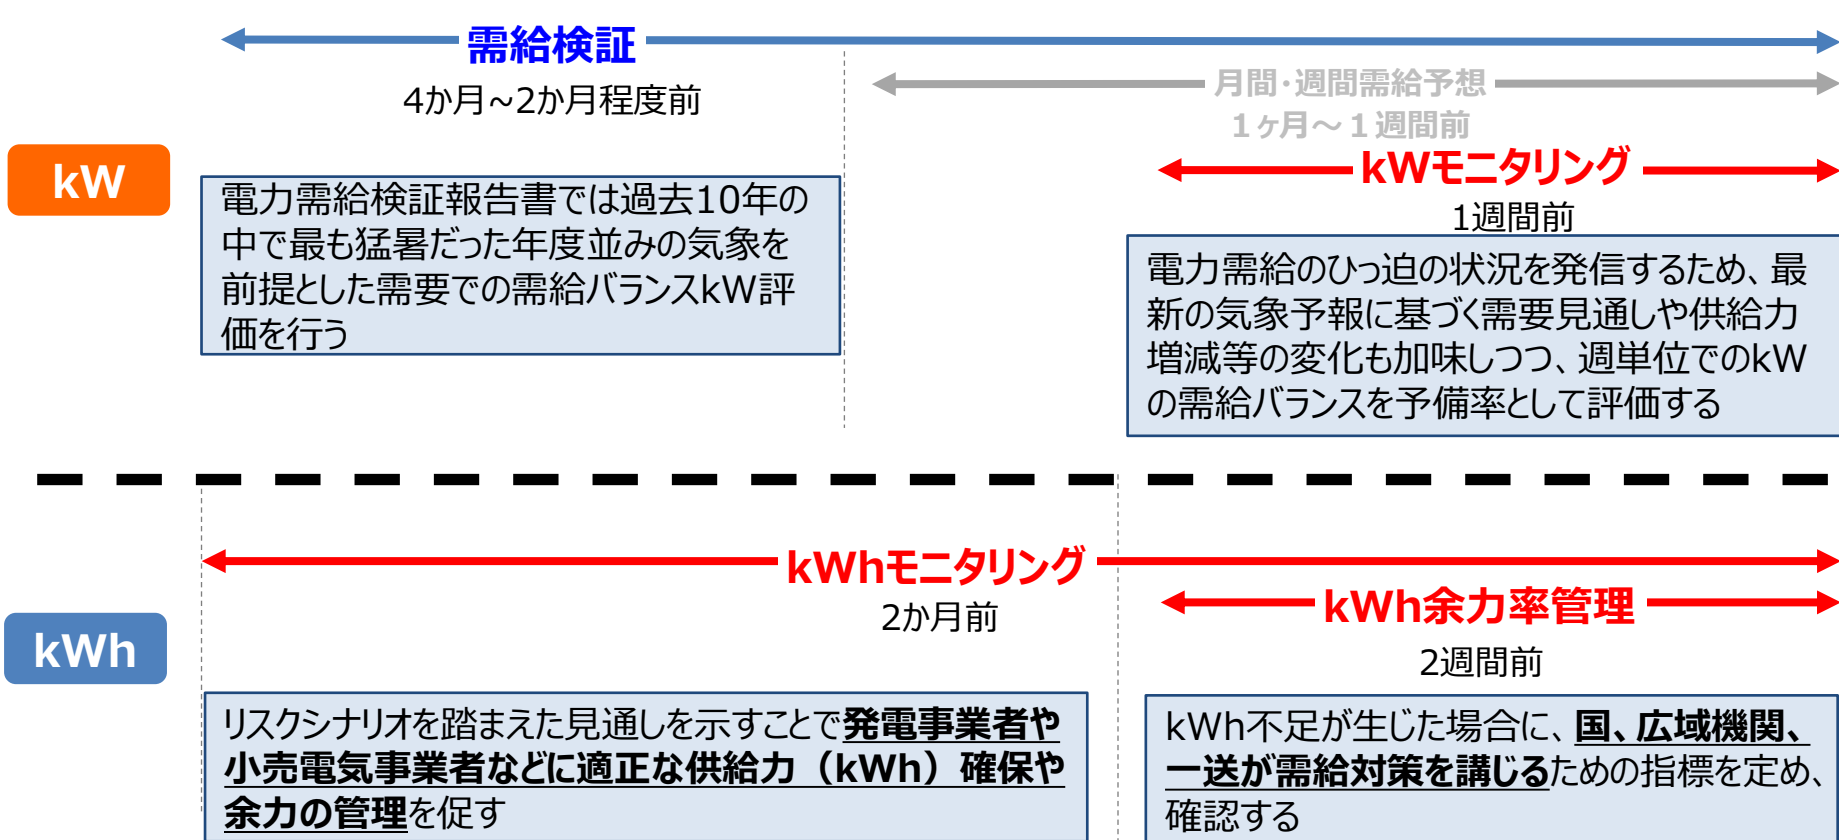 需給検証
4か月~2か月程度前
月間・週間需給予想
1ヶ月～1週間前
kW
kWモニタリング
1週間前
電力需給検証報告書では過去10年の
中で最も猛暑だった年度並みの気象を
前提とした需要での需給バランスkW評
価を行う
電力需給のひっ迫の状況を発信するため、最
新の気象予報に基づく需要見通しや供給力
増減等の変化も加味しつつ、週単位でのkW
の需給バランスを予備率として評価する
kWhモニタリング
2か月前
kWh余力率管理
2週間前
kWh
リスクシナリオを踏まえた見通しを示すことで発電事業者や
小売電気事業者などに適正な供給力（kWh）確保や
余力の管理を促す
kWh不足が生じた場合に、国、広域機関、
一送が需給対策を講じるための指標を定め、
確認する